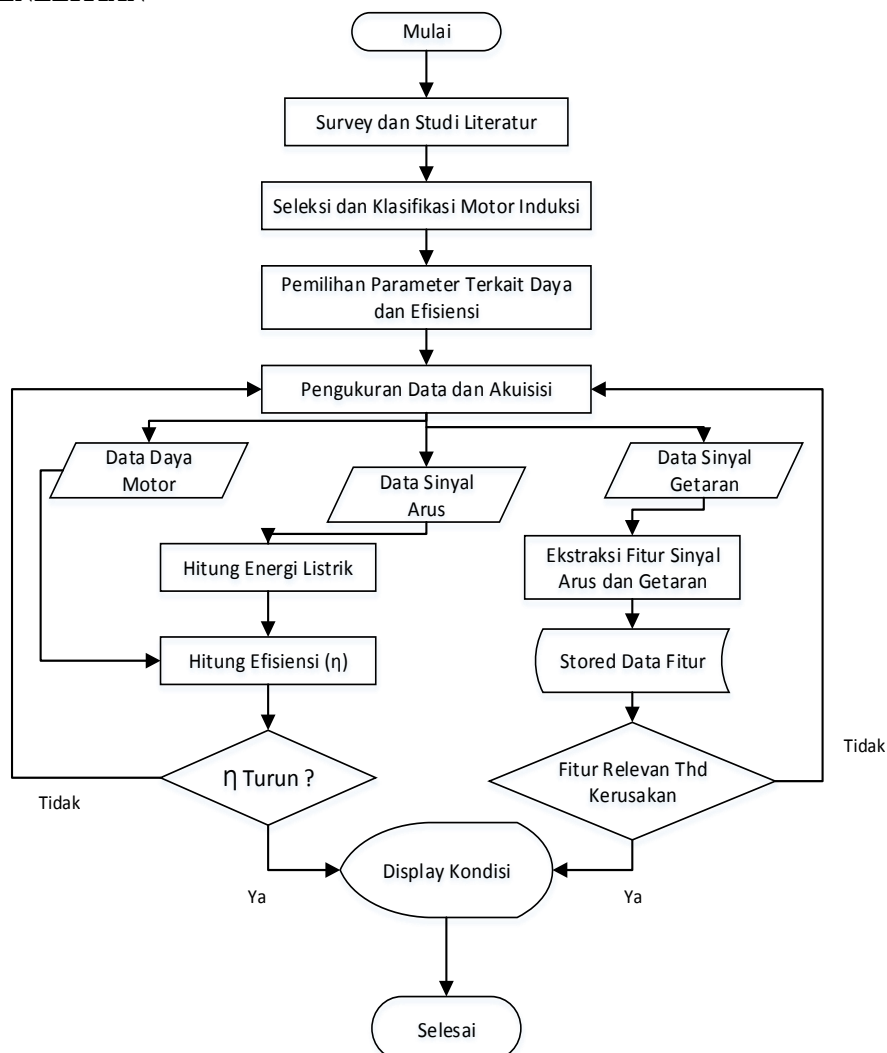 Mulai
Survey dan Studi Literatur
Seleksi dan Klasifikasi Motor Induksi
Pemilihan Parameter Terkait Daya
dan Efisiensi
Pengukuran Data dan Akuisisi
Data Daya
Motor
Data Sinyal
Arus
Data Sinyal
Getaran
Hitung Energi Listrik
Ekstraksi Fitur Sinyal
Arus dan Getaran
Hitung Efisiensi (η)
Stored Data Fitur
Ƞ Turun ?
Tidak
Fitur Relevan Thd
Kerusakan
Tidak
Display Kondisi
Ya
Ya
Selesai